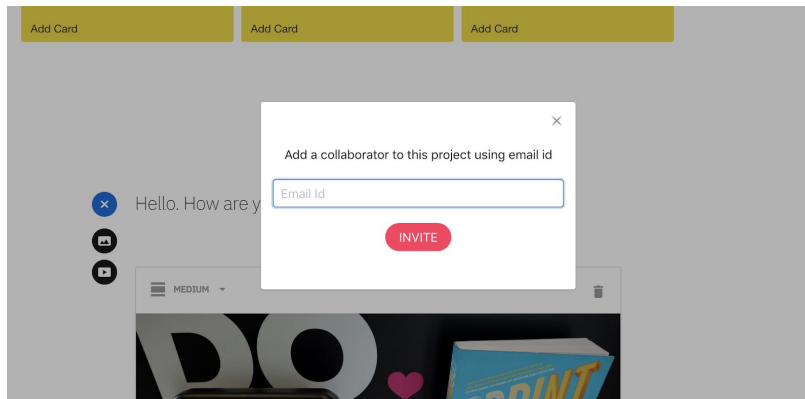 Add Card
Add Card
Add Card
Add a collaborator to this project using email id
Email Id
Hello. How are y
INVITE
MEDIUM
DO
SPRINT